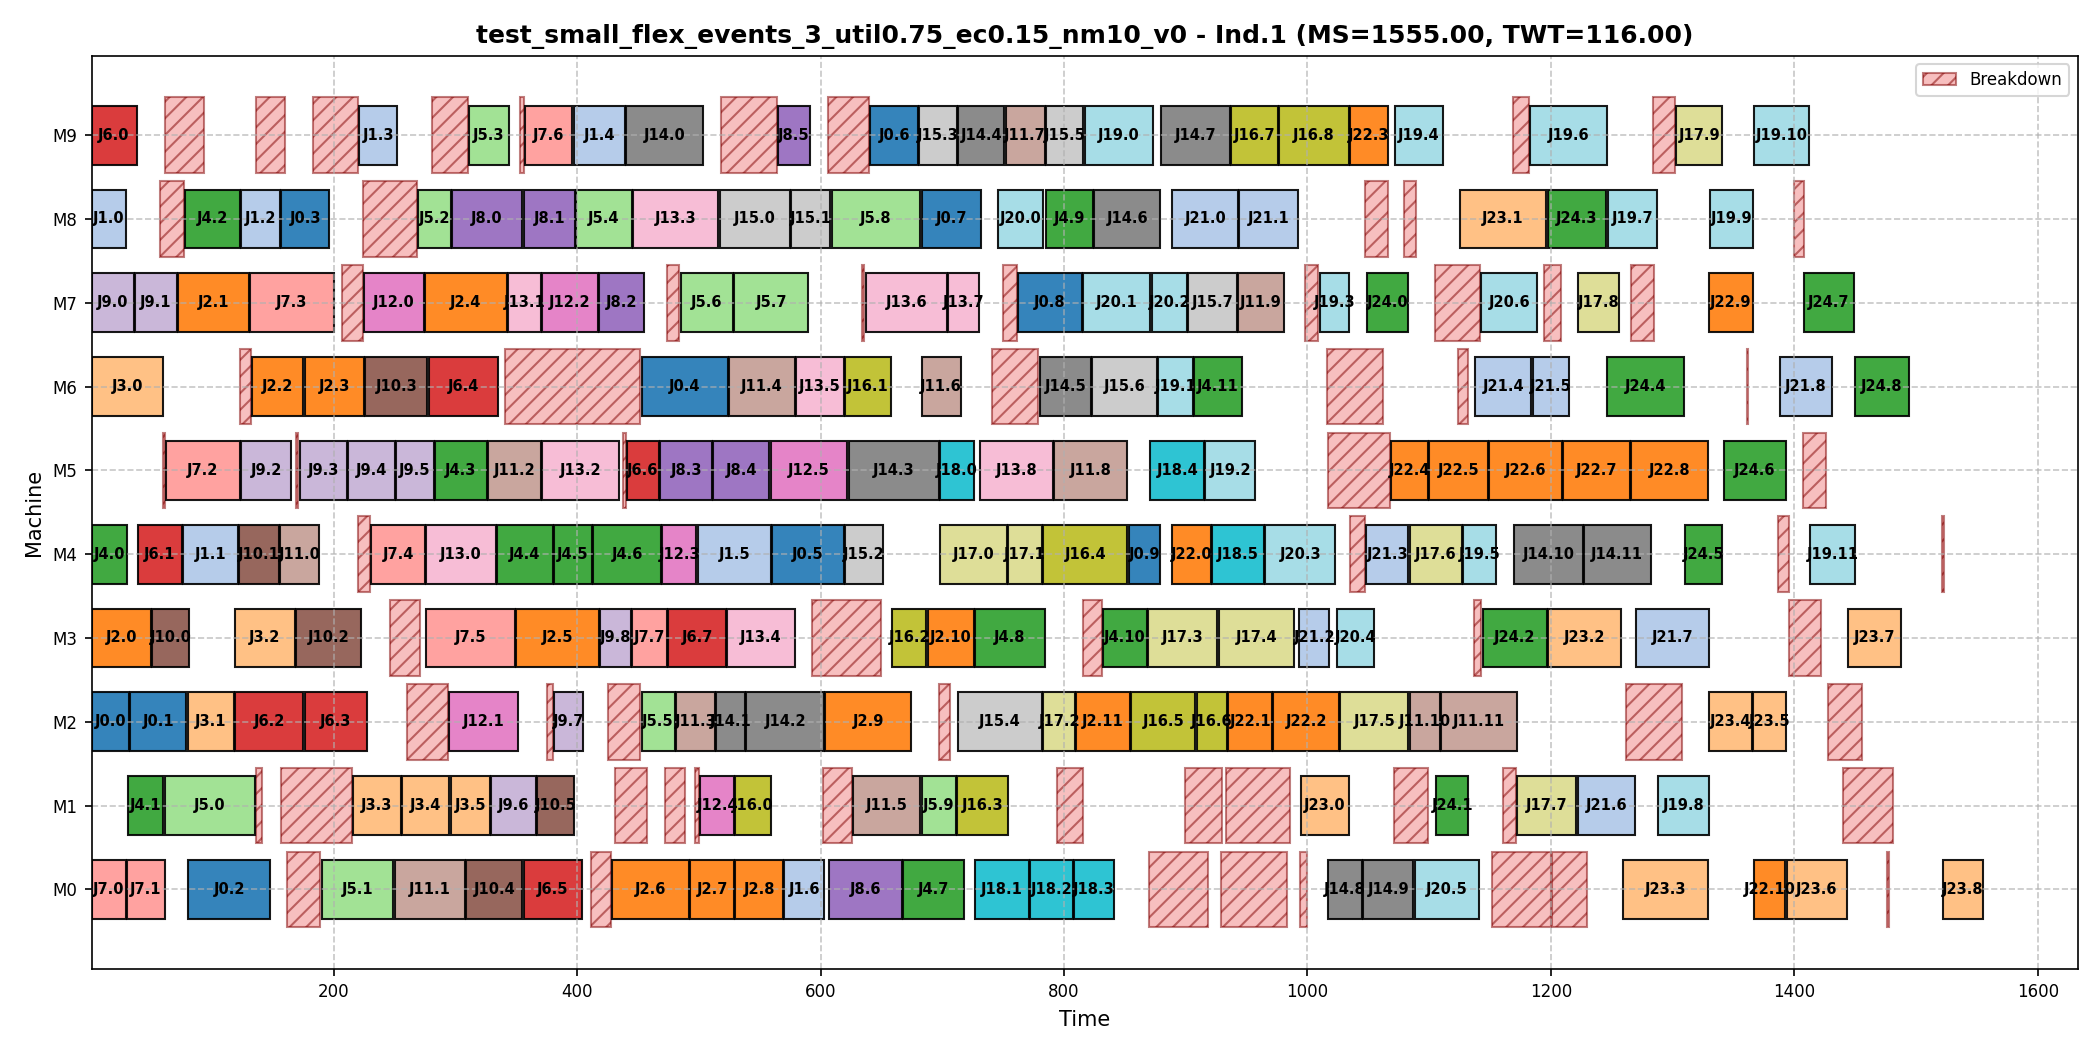 test_small_flex_events_3_util0.75_ec0.15_nm10_v0 - Ind.1 (MS=1555.00, TWT=116.00)
Breakdown
M9 J6.0 J1.3 J5.3 J7.6 J1.4 J14.0 J8.5 J0.6 J15.3 J14.4 J11.7 J15.5 J19.0 J14.7 J16.7 J16.8 J22.3 J19.4 J19.6 J17.9 J19.10
M8 J1.0 J4.2 J1.2 J0.3 J5.2 J8.0 J8.1 J5.4 J13.3 J15.0 J15.1 J5.8 J0.7 J20.0 J4.9 J14.6 J21.0 J21.1 J23.1 J24.3 J19.7 J19.9
M7 J9.0 J9.1 J2.1 J7.3 J12.0 J2.4 J13.1 J12.2 J8.2 J5.6 J5.7 J13.6 J13.7 J0.8 J20.1 J20.2 J15.7 J11.9 J19.3 J24.0 J20.6 J17.8 J22.9 J24.7
M6 J3.0 J2.2 J2.3 J10.3 J6.4 J0.4 J11.4 J13.5 J16.1 J11.6 J14.5 J15.6 J19.1 J4.11 J21.4 J21.5 J24.4 J21.8 J24.8
M5 J7.2 J9.2 J9.3 J9.4 J9.5 J4.3 J11.2 J13.2 J6.6 J8.3 J8.4 J12.5 J14.3 J18.0 J13.8 J11.8 J18.4 J19.2 J22.4 J22.5 J22.6 J22.7 J22.8 J24.6
M4 J4.0 J6.1 J1.1 J10.1 J11.0 J7.4 J13.0 J4.4 J4.5 J4.6 J12.3 J1.5 J0.5 J15.2 J17.0 J17.1 J16.4 J0.9 J22.0 J18.5 J20.3 J21.3 J17.6 J19.5 J14.10 J14.11 J24.5 J19.11
M3 J2.0 J10.0 J3.2 J10.2 J7.5 J2.5 J9.8 J7.7 J6.7 J13.4 J16.2 J2.10 J4.8 J4.10 J17.3 J17.4 J21.2 J20.4 J24.2 J23.2 J21.7 J23.7
M2 J0.0 J0.1 J3.1 J6.2 J6.3 J12.1 J9.7 J5.5 J11.3 J14.1 J14.2 J2.9 J15.4 J17.2 J2.11 J16.5 J16.6 J22.1 J22.2 J17.5 J11.10 J11.11 J23.4 J23.5
M1 J4.1 J5.0 J3.3 J3.4 J3.5 J9.6 J10.5 J12.4 J16.0 J11.5 J5.9 J16.3 J23.0 J24.1 J17.7 J21.6 J19.8
M0 J7.0 J7.1 J0.2 J5.1 J11.1 J10.4 J6.5 J2.6 J2.7 J2.8 J1.6 J8.6 J4.7 J18.1 J18.2 J18.3 J14.8 J14.9 J20.5 J23.3 J22.10 J23.6 J23.8
Machine
200 400 600 800 1000 1200 1400 1600
Time